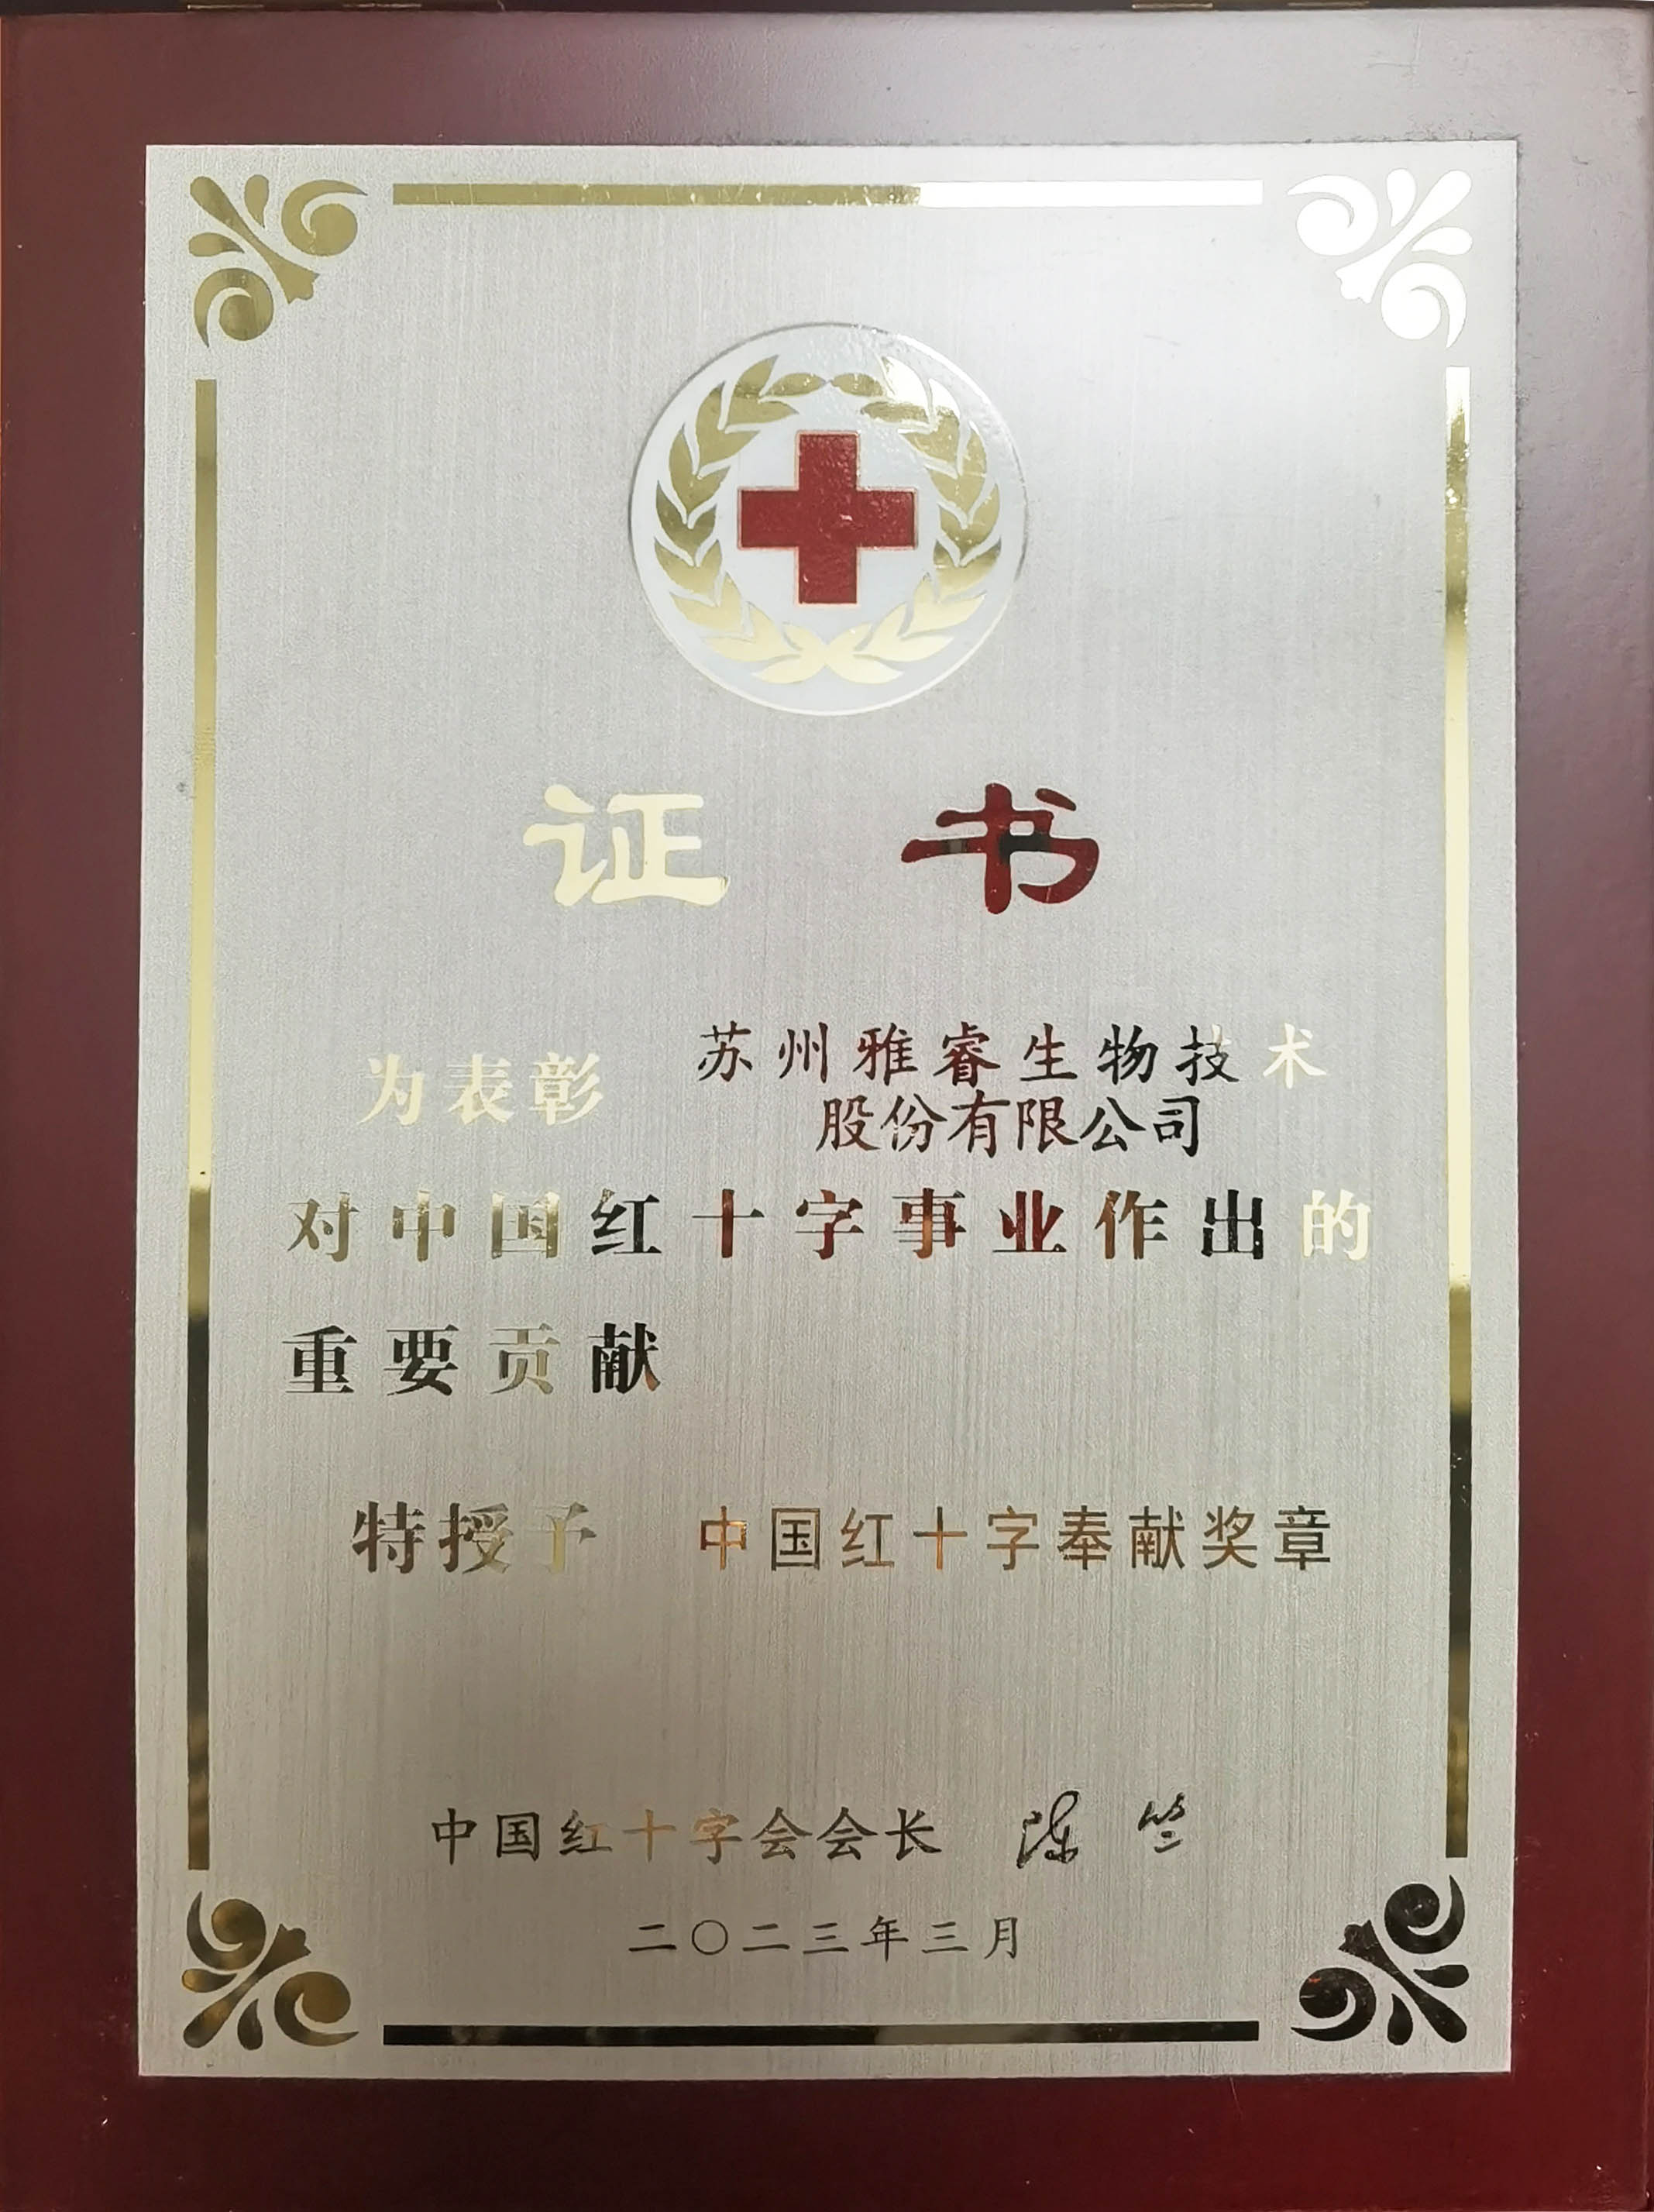 证书
为表彰 苏州雅睿生物技术
股份有限公司
对中国红十字事业作出的
重要贡献
特授予 中国红十字奉献奖章
中国红十字会会长 陈竺
二〇二三年三月